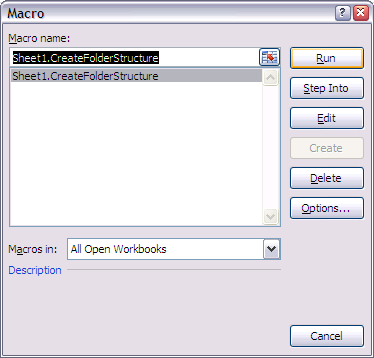 Macro
Macro name:
Sheet1.CreateFolderStructure
Sheet1.CreateFolderStructure
Run
Step Into
Edit
Create
Delete
Options...
Macros in:
All Open Workbooks
Description
Cancel